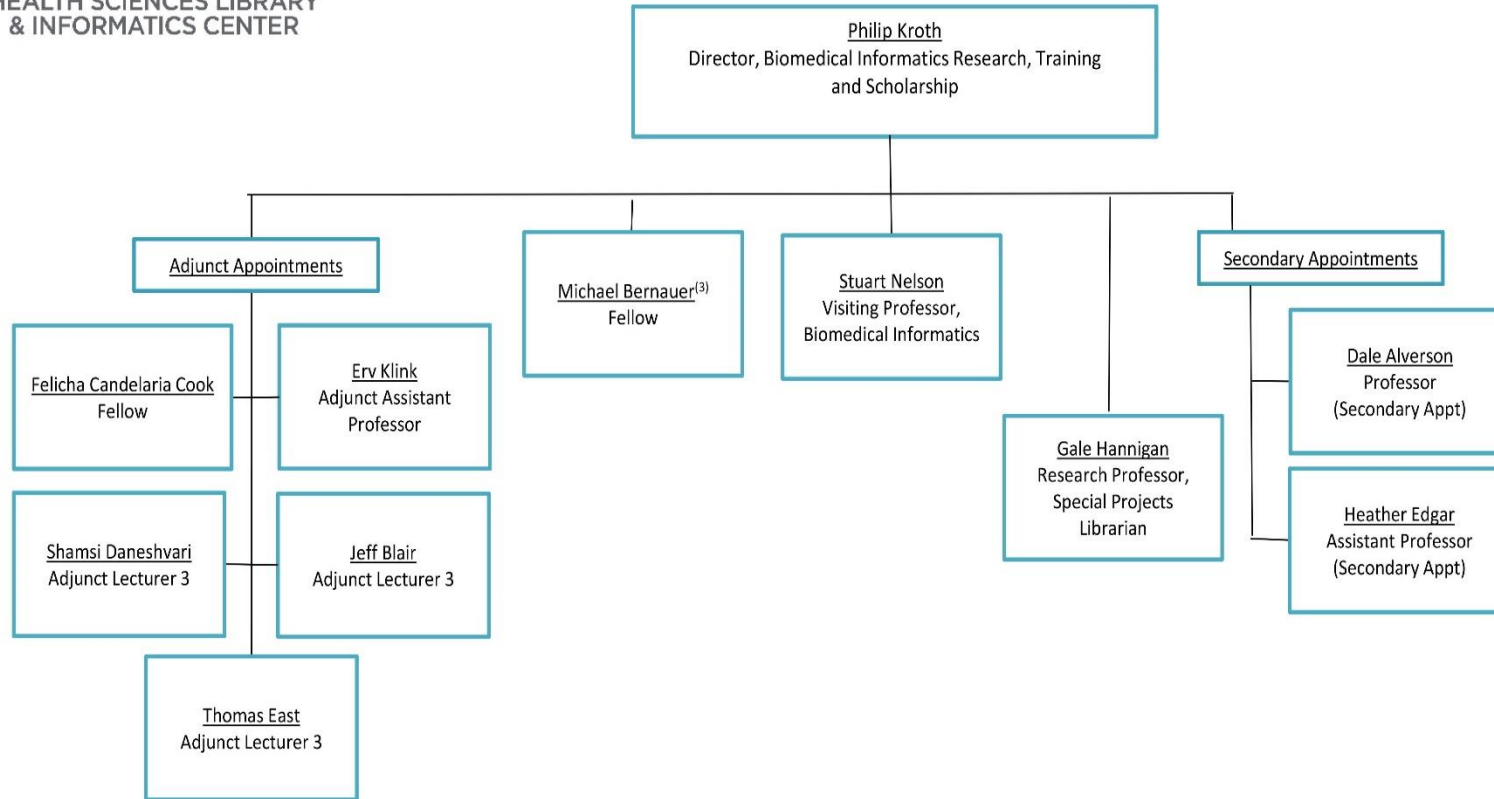 HEALTH SCIENCES LIBRARY
& INFORMATICS CENTER
Philip Kroth
Director, Biomedical Informatics Research, Training
and Scholarship
Adjunct Appointments
Felicha Candelaria Cook
Fellow
Erv Klink
Adjunct Assistant
Professor
Shamsi Daneshvari
Adjunct Lecturer 3
Jeff Blair
Adjunct Lecturer 3
Thomas East
Adjunct Lecturer 3
Michael Bernauer(3)
Fellow
Stuart Nelson
Visiting Professor,
Biomedical Informatics
Gale Hannigan
Research Professor,
Special Projects
Librarian
Secondary Appointments
Dale Alverson
Professor
(Secondary Appt)
Heather Edgar
Assistant Professor
(Secondary Appt)